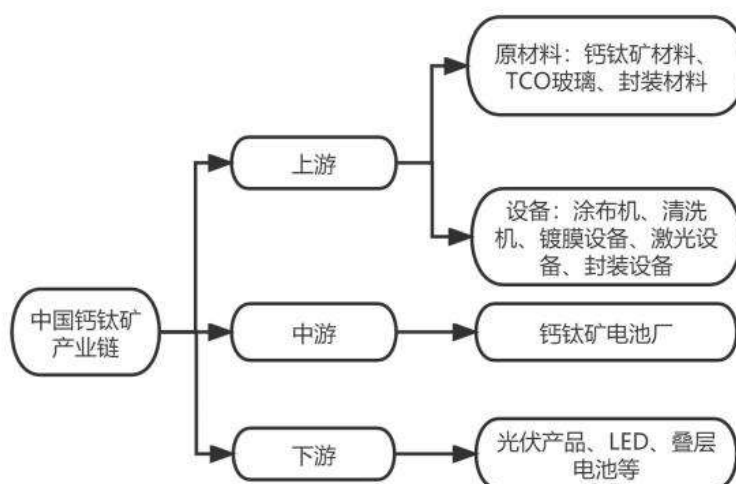 中国钙钛矿
产业链
上游
原材料：钙钛矿材料、
TCO玻璃、封装材料
设备：涂布机、清洗
机、镀膜设备、激光设
备、封装设备
中游
钙钛矿电池厂
下游
光伏产品、LED、叠层
电池等